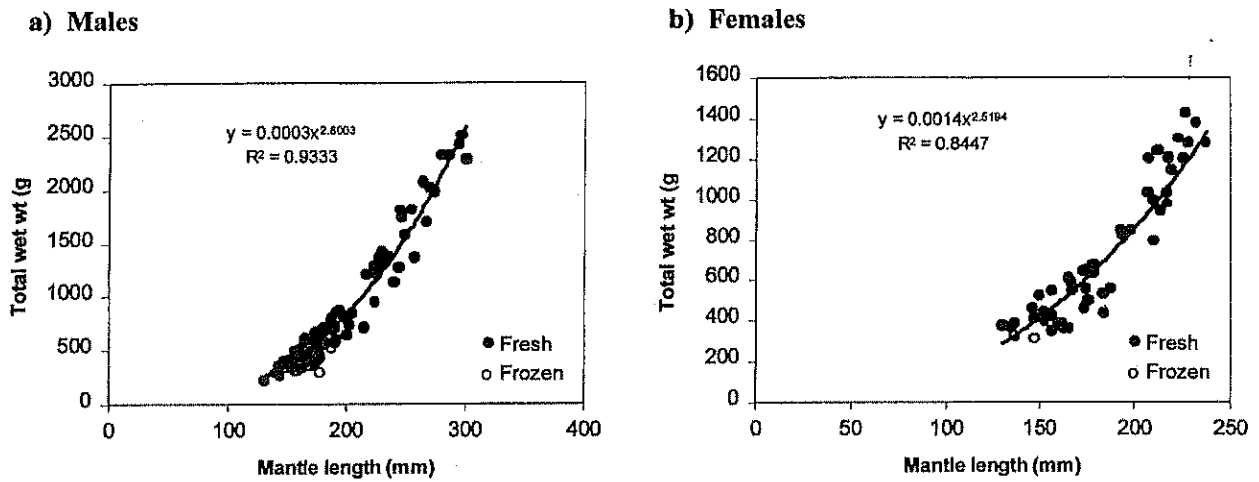 a) Males
3000
2500
2000
1500
1000
500
0
Total wet wt (g
y = 0.0003x^2.8003
R² = 0.9333
Fresh
Frozen
0 100 200 300 400
Mantle length (mm)
b) Females
1600
1400
1200
1000
800
600
400
200
0
Total wet wt (g
y = 0.0014x^2.5194
R² = 0.8447
Fresh
Frozen
0 50 100 150 200 250
Mantle length (mm)